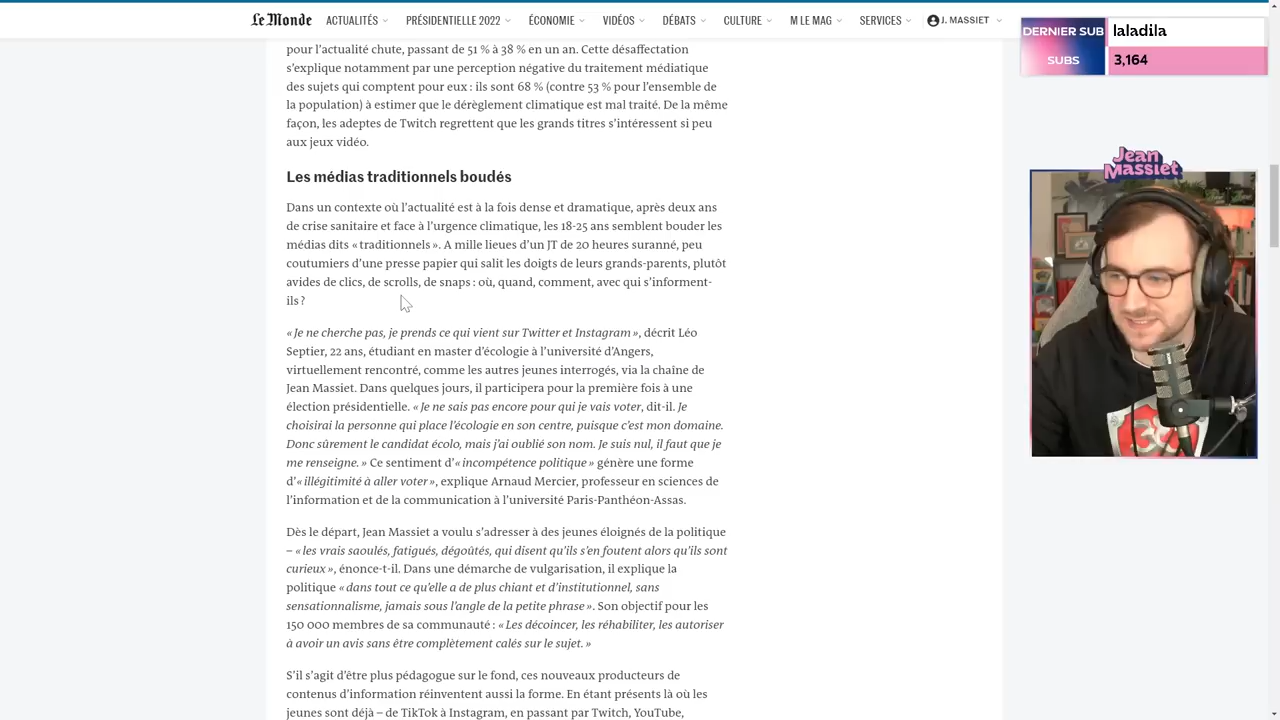 Le Monde
ACTUALITÉS
PRÉSIDENTIELLE 2022
ÉCONOMIE
VIDÉOS
DÉBATS
CULTURE
M LE MAG
SERVICES
J. MASSIET
DERNIER SUB
laladila
SUBS
3,164
Jean
Massiet
pour l’actualité chute, passant de 51 % à 38 % en un an. Cette désaffection
s’explique notamment par une perception négative du traitement médiatique
des sujets qui comptent pour eux : ils sont 68 % (contre 53 % pour l’ensemble de
la population) à estimer que le dérèglement climatique est mal traité. De la même
façon, les adeptes de Twitch regrettent que les grands titres s’intéressent si peu
aux jeux vidéo.
Les médias traditionnels boudés
Dans un contexte où l’actualité est à la fois dense et dramatique, après deux ans
de crise sanitaire et face à l’urgence climatique, les 18-25 ans semblent bouder les
médias dits « traditionnels ». A mille lieues d’un JT de 20 heures suranné, peu
coutumiers d’une presse papier qui salit les doigts de leurs grands-parents, plutôt
avides de clics, de scrolls, de snaps : où, quand, comment, avec qui s’informent-
ils ?
« Je ne cherche pas, je prends ce qui vient sur Twitter et Instagram », décrit Léo
Septier, 22 ans, étudiant en master d’écologie à l’université d’Angers,
virtuellement rencontré, comme les autres jeunes interrogés, via la chaîne de
Jean Massiet. Dans quelques jours, il participera pour la première fois à une
élection présidentielle. « Je ne sais pas encore pour qui je vais voter, dit-il. Je
choisirai la personne qui place l’écologie en son centre, puisque c’est mon domaine.
Donc sûrement le candidat écolo, mais j’ai oublié son nom. Je suis nul, il faut que je
me renseigne. » Ce sentiment d’« incompétence politique » génère une forme
d’« illégitimité à aller voter », explique Arnaud Mercier, professeur en sciences de
l’information et de la communication à l’université Paris-Panthéon-Assas.
Dès le départ, Jean Massiet a voulu s’adresser à des jeunes éloignés de la politique
– « les vrais saoulés, fatigués, dégoûtés, qui disent qu’ils s’en foutent alors qu’ils sont
curieux », énonce-t-il. Dans une démarche de vulgarisation, il explique la
politique « dans tout ce qu’elle a de plus chiant et d’institutionnel, sans
sensationnalisme, jamais sous l’angle de la petite phrase ». Son objectif pour les
150 000 membres de sa communauté : « Les décoincer, les réhabiliter, les autoriser
à avoir un avis sans être complètement calés sur le sujet. »
S’il s’agit d’être plus pédagogue sur le fond, ces nouveaux producteurs de
contenus d’information réinventent aussi la forme. En étant présents là où les
jeunes sont déjà – de TikTok à Instagram, en passant par Twitch, YouTube,